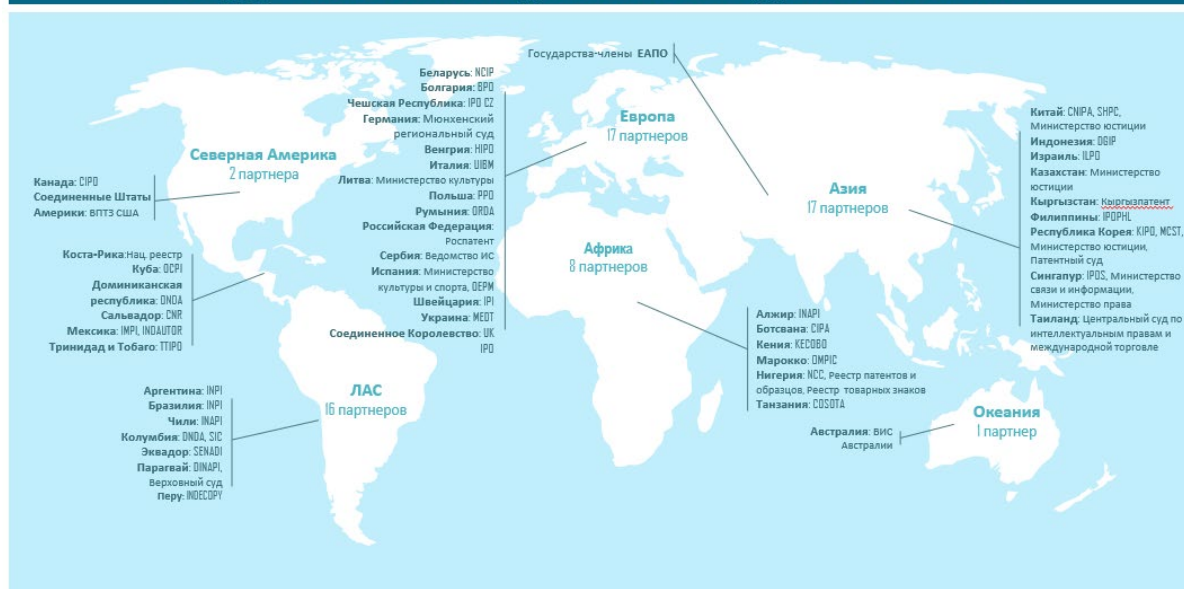 Государства-члены ЕАПО
Беларусь: NCIP
Болгария: BPO
Чешская Республика: IPO CZ
Германия: Мюнхенский
региональный суд
Венгрия: HIPO
Италия: UIBM
Литва: Министерство культуры
Польша: PPO
Румыния: ORDA
Российская Федерация:
Роспатент
Сербия: Ведомство ИС
Испания: Министерство
культуры и спорта, OEPM
Швейцария: IPI
Украина: MEDT
Соединенное Королевство: UK
IPO
Европа
17 партнеров
Северная Америка
2 партнера
Канада: CIPO
Соединенные Штаты
Америки: ВПТЗ США
Азия
17 партнеров
Китай: CNIPA, SHPC,
Министерство юстиции
Индонезия: DGIP
Израиль: ILPO
Казахстан: Министерство
юстиции
Кыргызстан: Кыргызпатент
Филиппины: IPOPHL
Республика Корея: KIPO, MCST,
Министерство юстиции,
Патентный суд
Сингапур: IPOS, Министерство
связи и информации,
Министерство права
Таиланд: Центральный суд по
интеллектуальным правам и
международной торговле
Африка
8 партнеров
Коста-Рика:Нац. реестр
Куба: OCPI
Доминиканская
республика: ONDA
Сальвадор: CNR
Мексика: IMPI, INDAUTOR
Тринидад и Тобаго: TTIPO
Алжир: INAPI
Ботсвана: CIPA
Кения: KECOBO
Марокко: OMPIC
Нигерия: NCC, Реестр патентов и
образцов, Реестр товарных знаков
Танзания: COSOTA
ЛАС
16 партнеров
Аргентина: INPI
Бразилия: INPI
Чили: INAPI
Колумбия: DNDA, SIC
Эквадор: SENADI
Парагвай: DINAPI,
Верховный суд
Перу: INDECOPY
Океания
1 партнер
Австралия: ВИС
Австралии